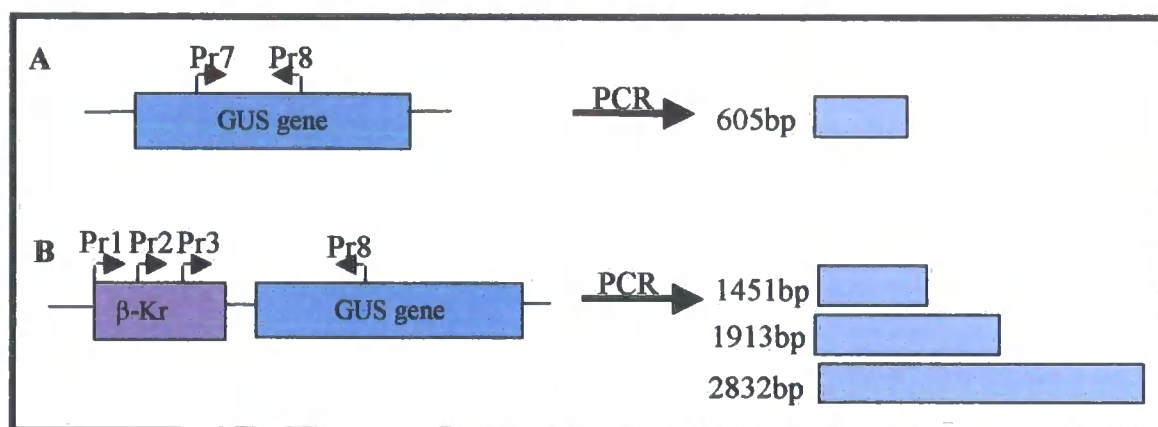 A
Pr7 Pr8
GUS gene
PCR
605bp
B
Pr1 Pr2 Pr3
Pr8
β-Kr
GUS gene
PCR
1451bp
1913bp
2832bp